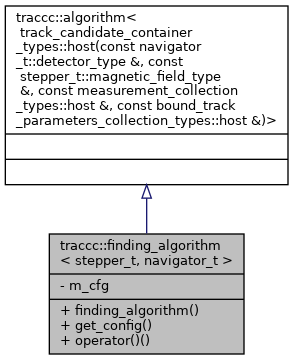 traccc::algorithm<
track_candidate_container
_types::host(const navigator
_t::detector_type &, const
stepper_t::magnetic_field_type
&, const measurement_collection
_types::host &, const bound_track
_parameters_collection_types::host &)>
traccc::finding_algorithm
< stepper_t, navigator_t >
- m_cfg
+ finding_algorithm()
+ get_config()
+ operator()()